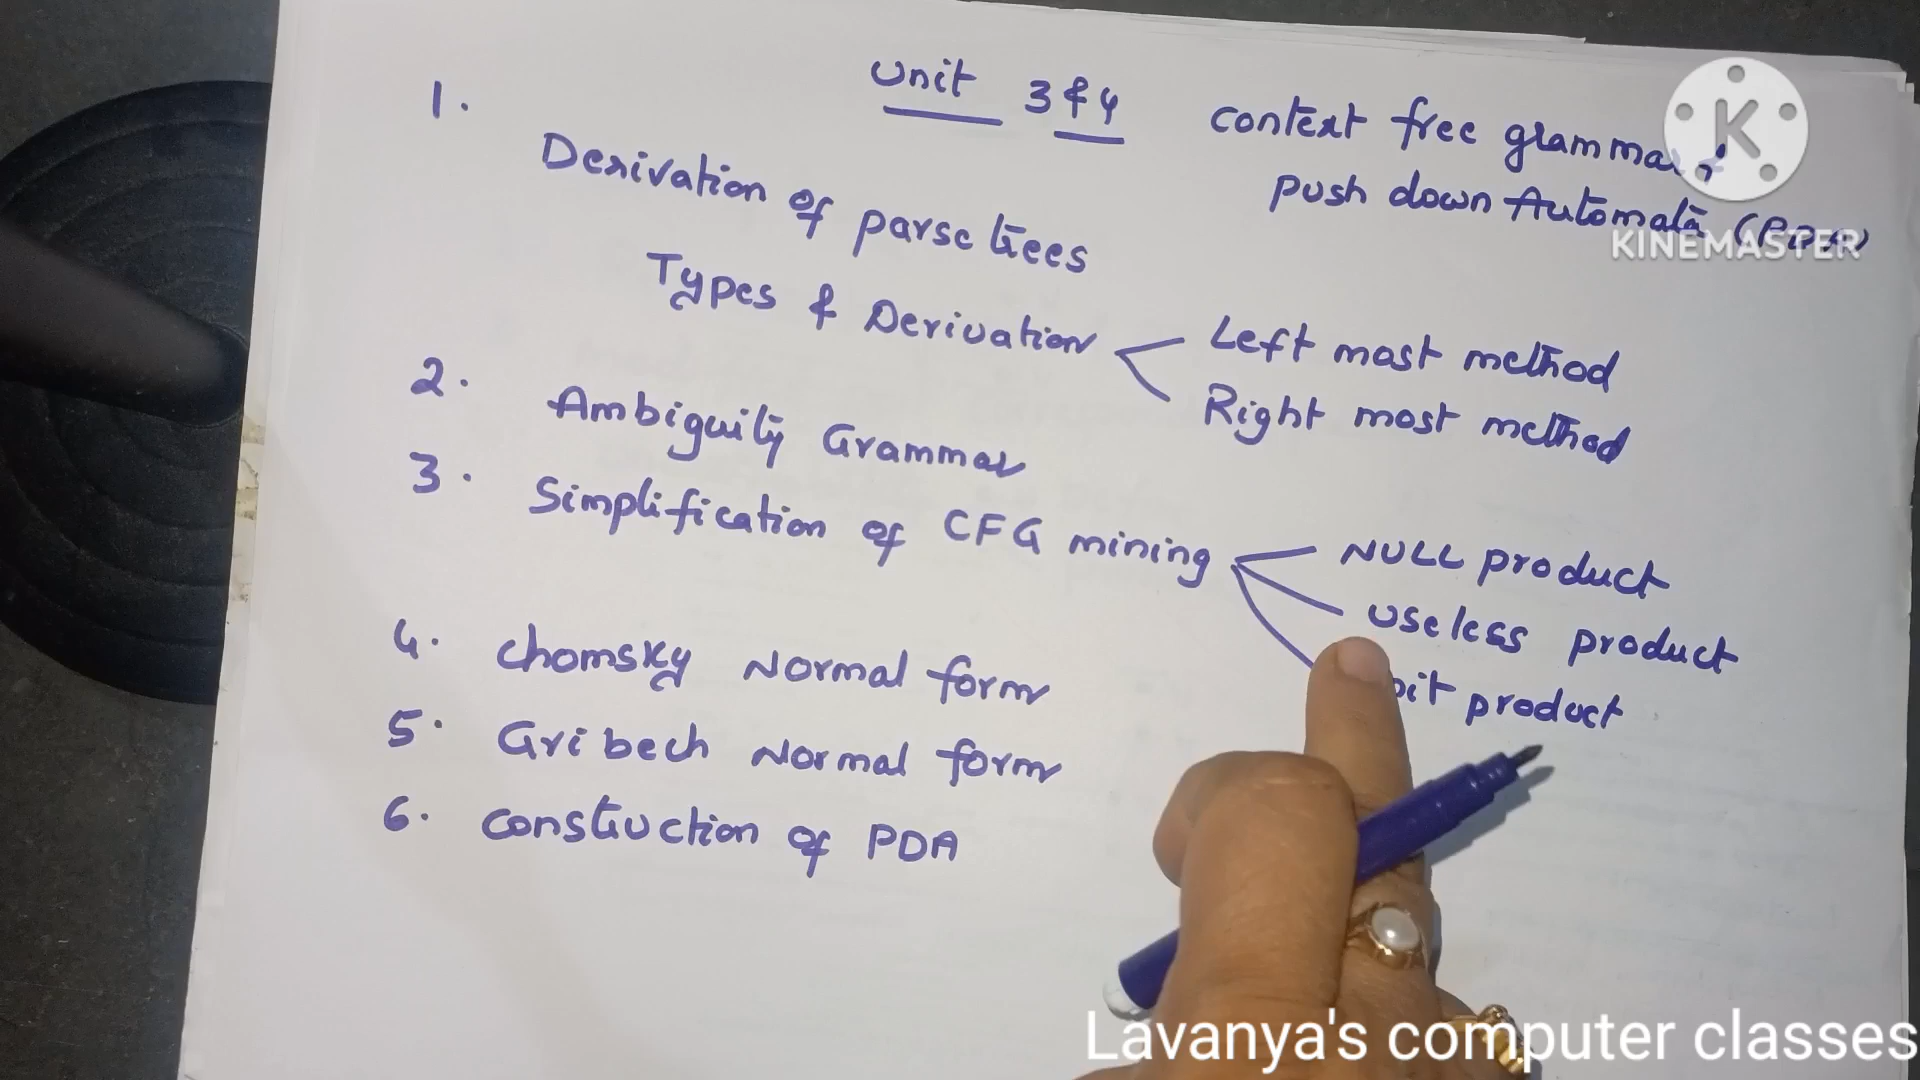 1.
Unit 3 & 4 context free grammar &
push down Automata (PDA)
KINEMASTER
Derivation of parse trees
Types of Derivation
Left most method
Right most method
2. Ambiguity Grammar
3. Simplification of CFG mining
NULL product
Useless product
product
4. Chomsky Normal form
5. Gribech Normal form
6. construction of PDA
Lavanya's computer classes